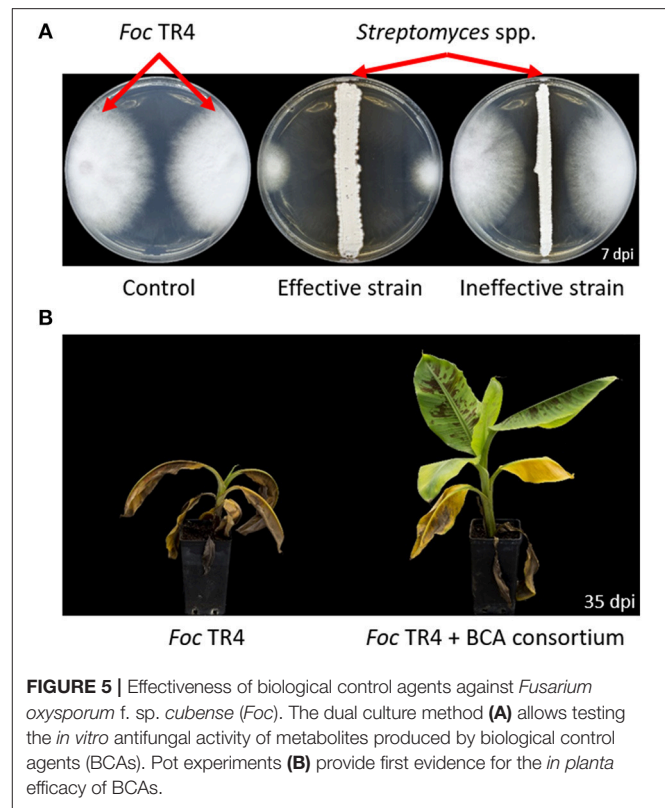 A
Foc TR4
Streptomyces spp.
7 dpi
Control
Effective strain
Ineffective strain
B
35 dpi
Foc TR4
Foc TR4 + BCA consortium
FIGURE 5 | Effectiveness of biological control agents against Fusarium
oxysporum f. sp. cubense (Foc). The dual culture method (A) allows testing
the in vitro antifungal activity of metabolites produced by biological control
agents (BCAs). Pot experiments (B) provide first evidence for the in planta
efficacy of BCAs.